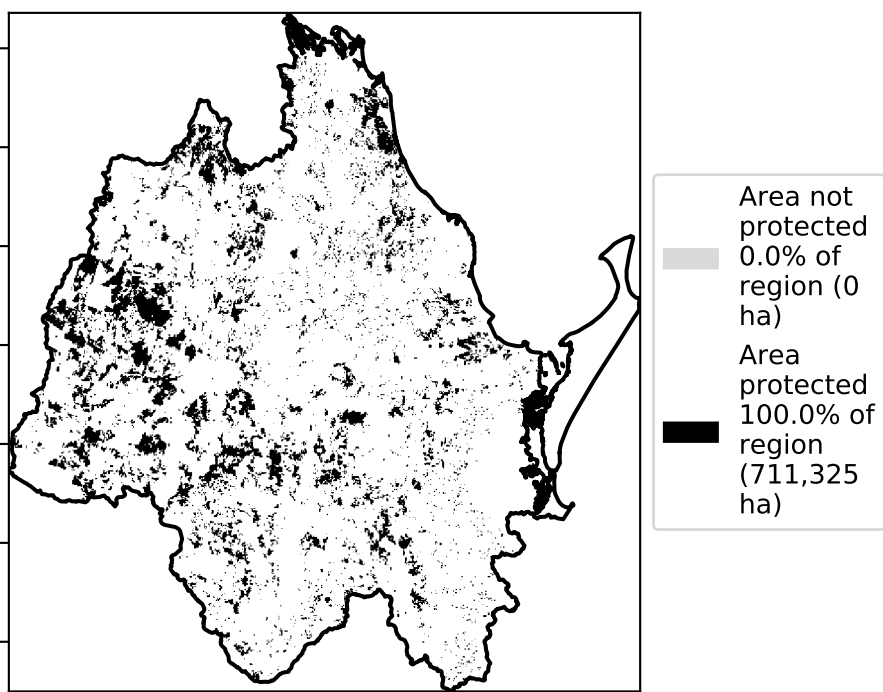 Area not
protected
0.0% of
region (0
ha)
Area
protected
100.0% of
region
(711,325
ha)